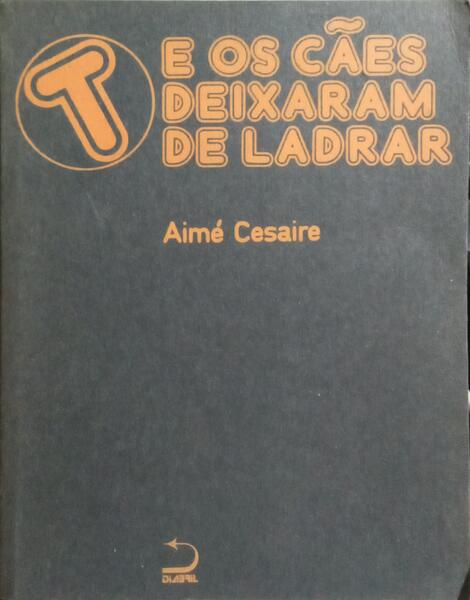 T
E OS CÃES
DEIXARAM
DE LADRAR
Aimé Cesaire
DIABRIL